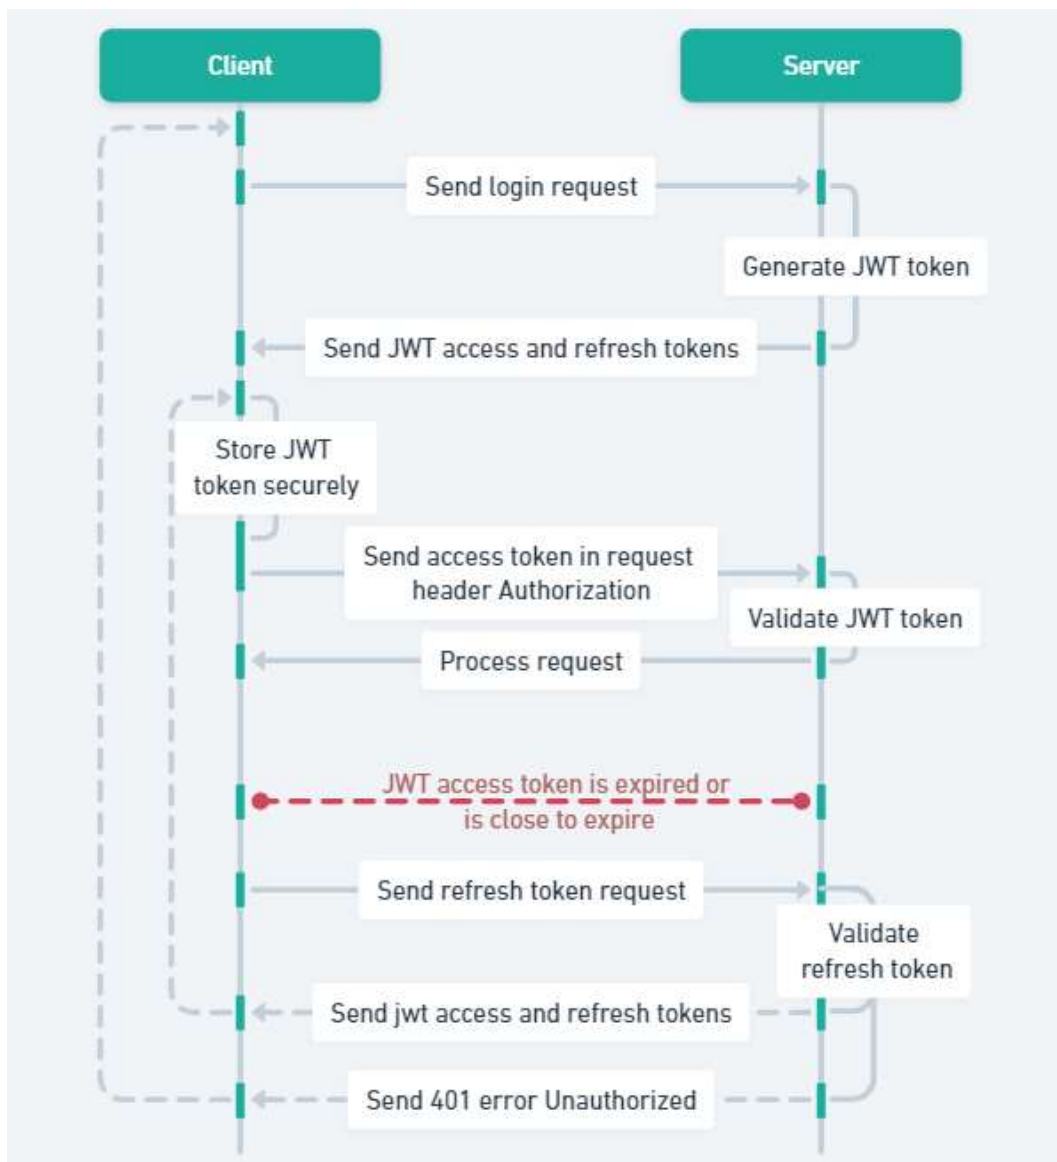 Client
Server
Send login request
Generate JWT token
Send JWT access and refresh tokens
Store JWT
token securely
Send access token in request
header Authorization
Validate JWT token
Process request
JWT access token is expired or
is close to expire
Send refresh token request
Validate
refresh token
Send jwt access and refresh tokens
Send 401 error Unauthorized